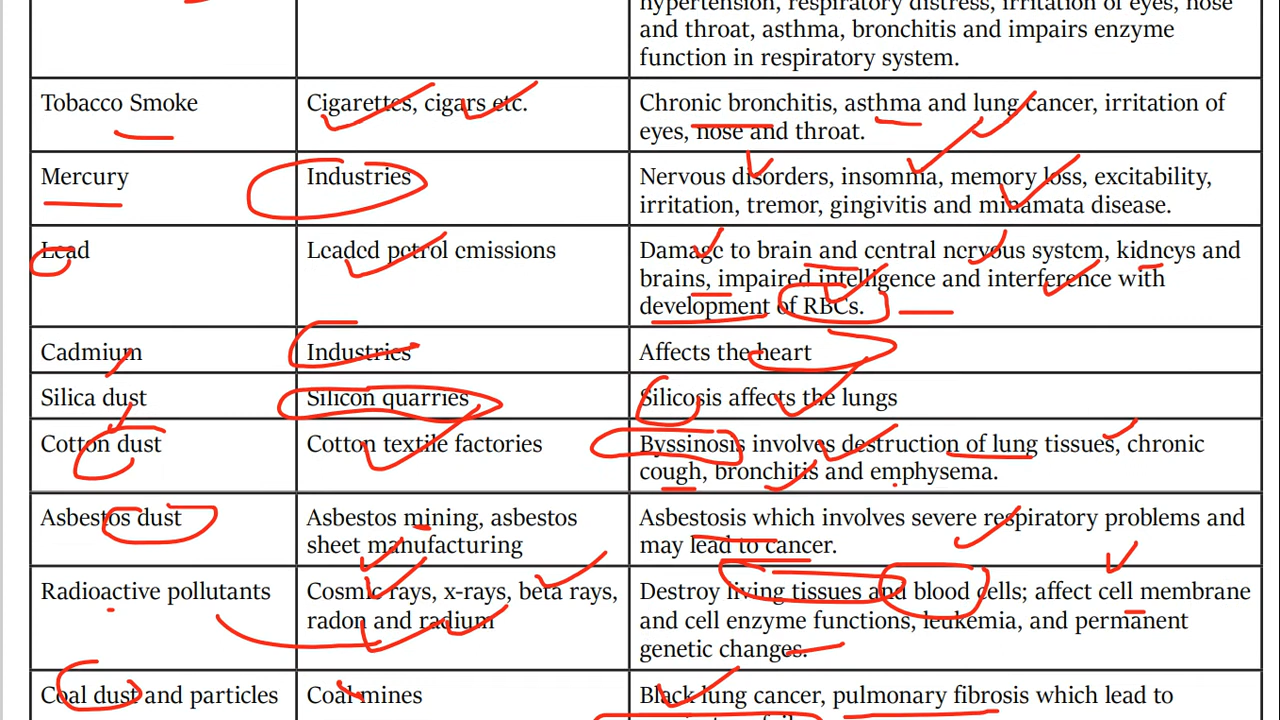 hypertension, respiratory distress, irritation of eyes, nose
and throat, asthma, bronchitis and impairs enzyme
function in respiratory system.
Tobacco Smoke
Cigarettes, cigars etc.
Chronic bronchitis, asthma and lung cancer, irritation of
eyes, nose and throat.
Mercury
Industries
Nervous disorders, insomnia, memory loss, excitability,
irritation, tremor, gingivitis and minamata disease.
Lead
Leaded petrol emissions
Damage to brain and central nervous system, kidneys and
brains, impaired intelligence and interference with
development of RBCs.
Cadmium
Industries
Affects the heart
Silica dust
Silicon quarries
Silicosis affects the lungs
Cotton dust
Cotton textile factories
Byssinosis involves destruction of lung tissues, chronic
cough, bronchitis and emphysema.
Asbestos dust
Asbestos mining, asbestos
sheet manufacturing
Asbestosis which involves severe respiratory problems and
may lead to cancer.
Radioactive pollutants
Cosmic rays, x-rays, beta rays,
radon and radium
Destroy living tissues and blood cells; affect cell membrane
and cell enzyme functions, leukemia, and permanent
genetic changes.
Coal dust and particles
Coal mines
Black lung cancer, pulmonary fibrosis which lead to